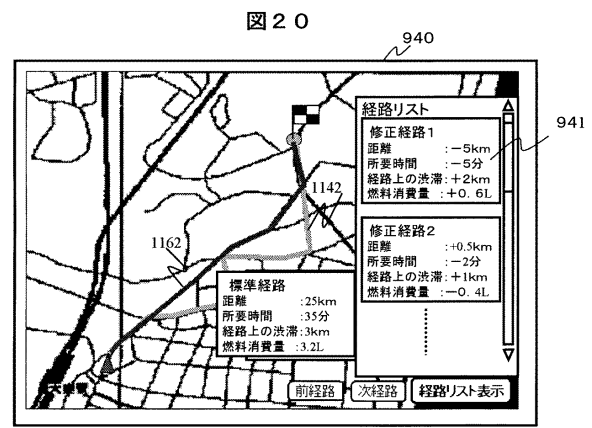 図20
940
経路リスト
修正経路1
距離 :−5km
所要時間 :−5分
経路上の渋滞 :+2km
燃料消費量 :+0.6L
941
修正経路2
距離 :+0.5km
所要時間 :−2分
経路上の渋滞 :+1km
燃料消費量 :−0.4L
1142
1162
標準経路
距離 :25km
所要時間 :35分
経路上の渋滞:3km
燃料消費量 :3.2L
前経路
次経路
経路リスト表示